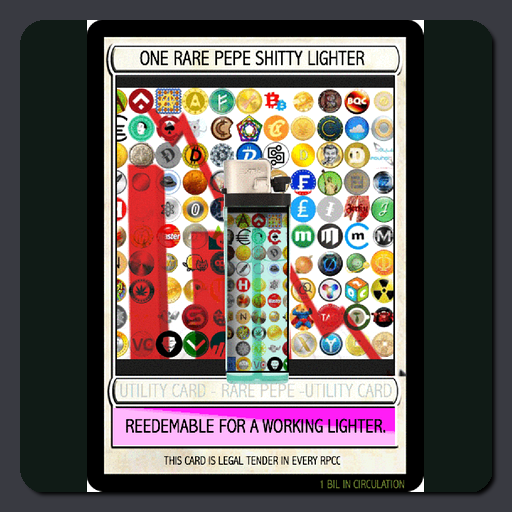 ONE RARE PEPE SHITTY LIGHTER
BQC
UTILITY CARD - RARE PEPE -UTILITY CARD
REEDEMABLE FOR A WORKING LIGHTER.
THIS CARD IS LEGAL TENDER IN EVERY RPCC
1 BIL IN CIRCULATION